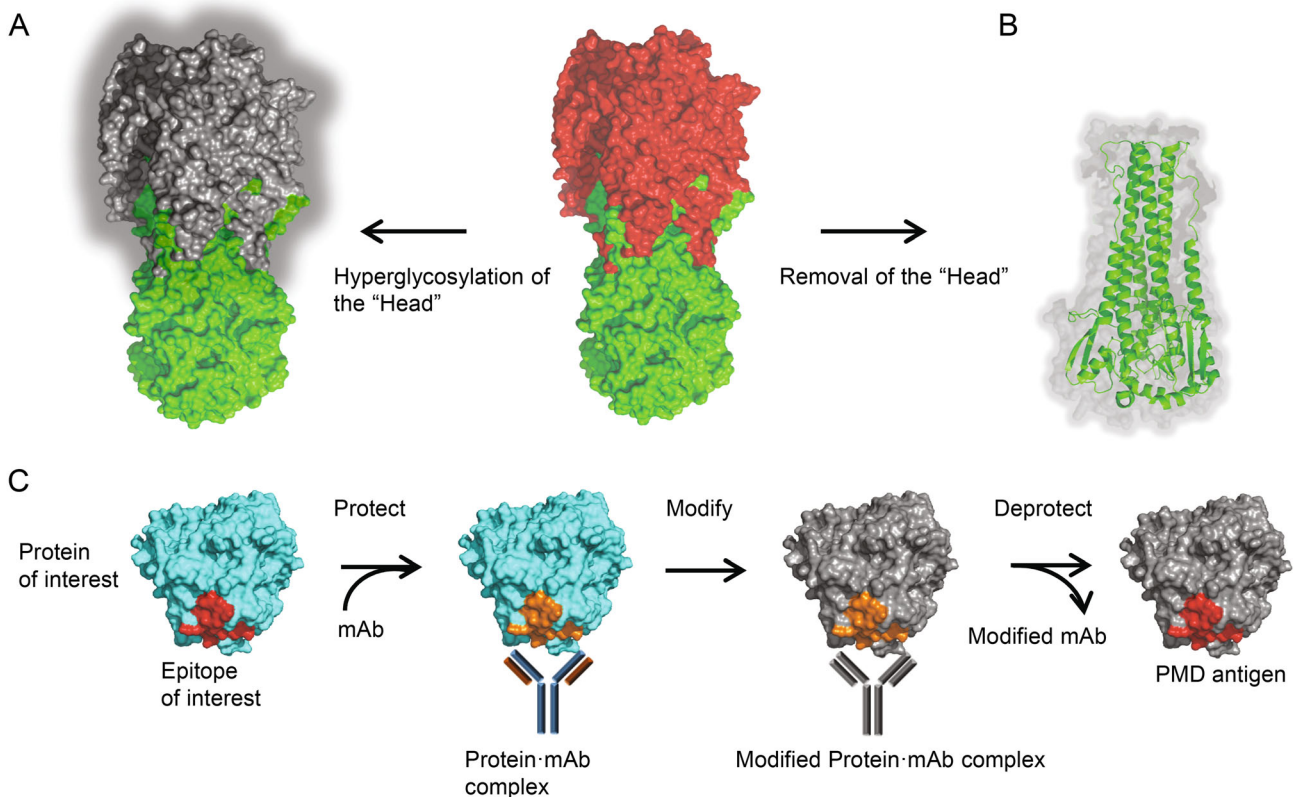 A
B
Hyperglycosylation of
the “Head”
Removal of the “Head”
C
Protein
of interest
Epitope
of interest
Protect
mAb
Protein·mAb
complex
Modify
Modified Protein·mAb complex
Deprotect
Modified mAb
PMD antigen